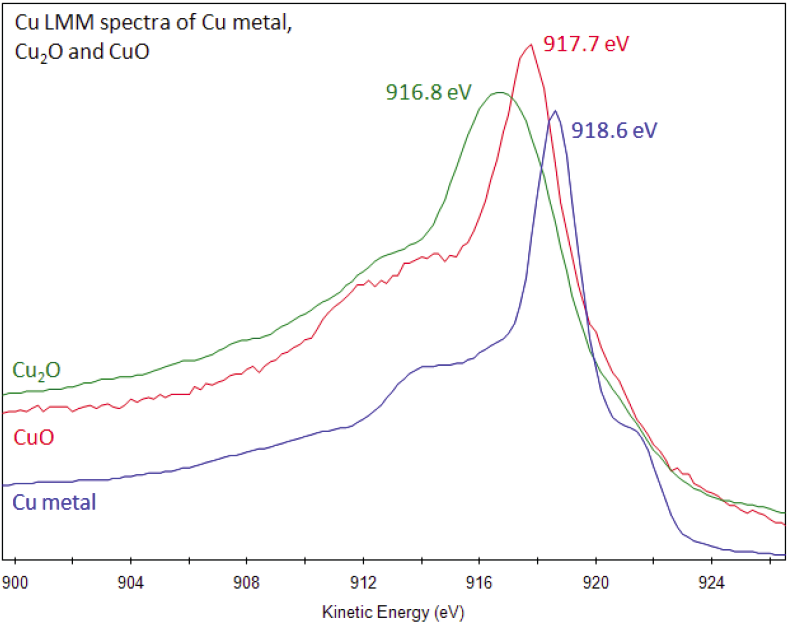 Cu LMM spectra of Cu metal,
Cu₂O and CuO
917.7 eV
916.8 eV
918.6 eV
Cu₂O
CuO
Cu metal
900 904 908 912 916 920 924
Kinetic Energy (eV)